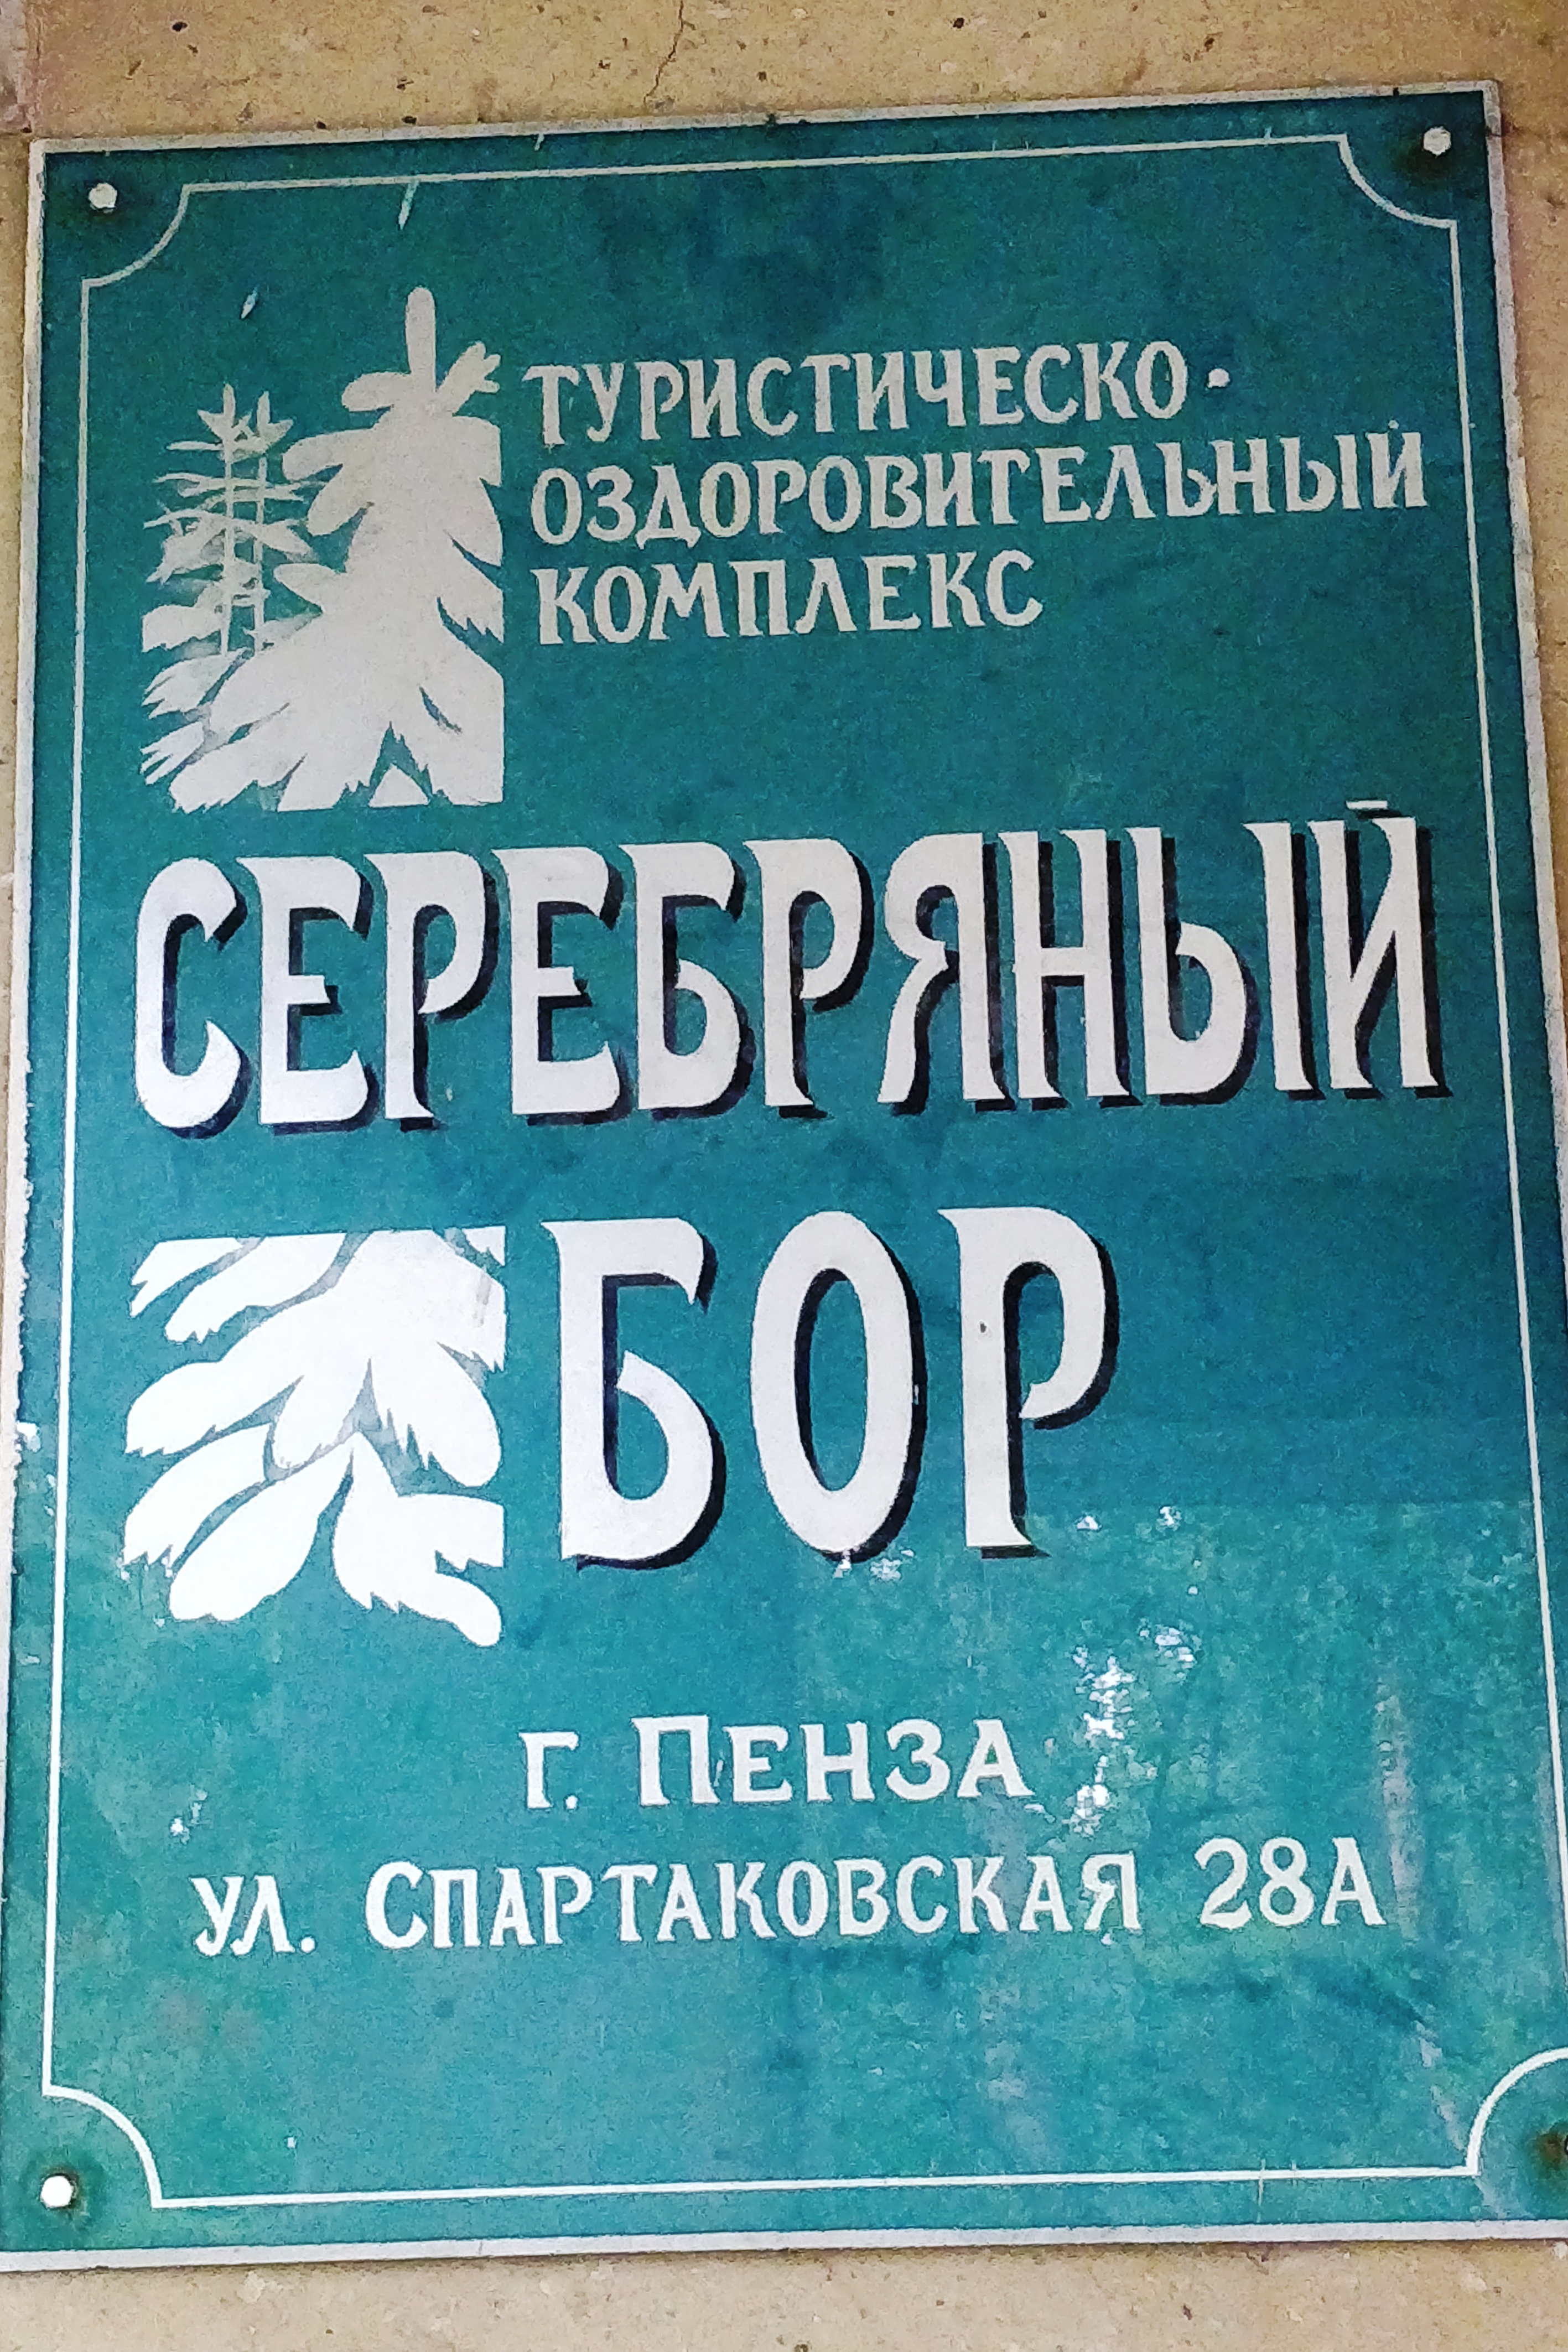 ТУРИСТИЧЕСКО-
ОЗДОРОВИТЕЛЬНЫЙ
КОМПЛЕКС
СЕРЕБРЯНЫЙ
БОР
Г. ПЕНЗА
УЛ. СПАРТАКОВСКАЯ 28А